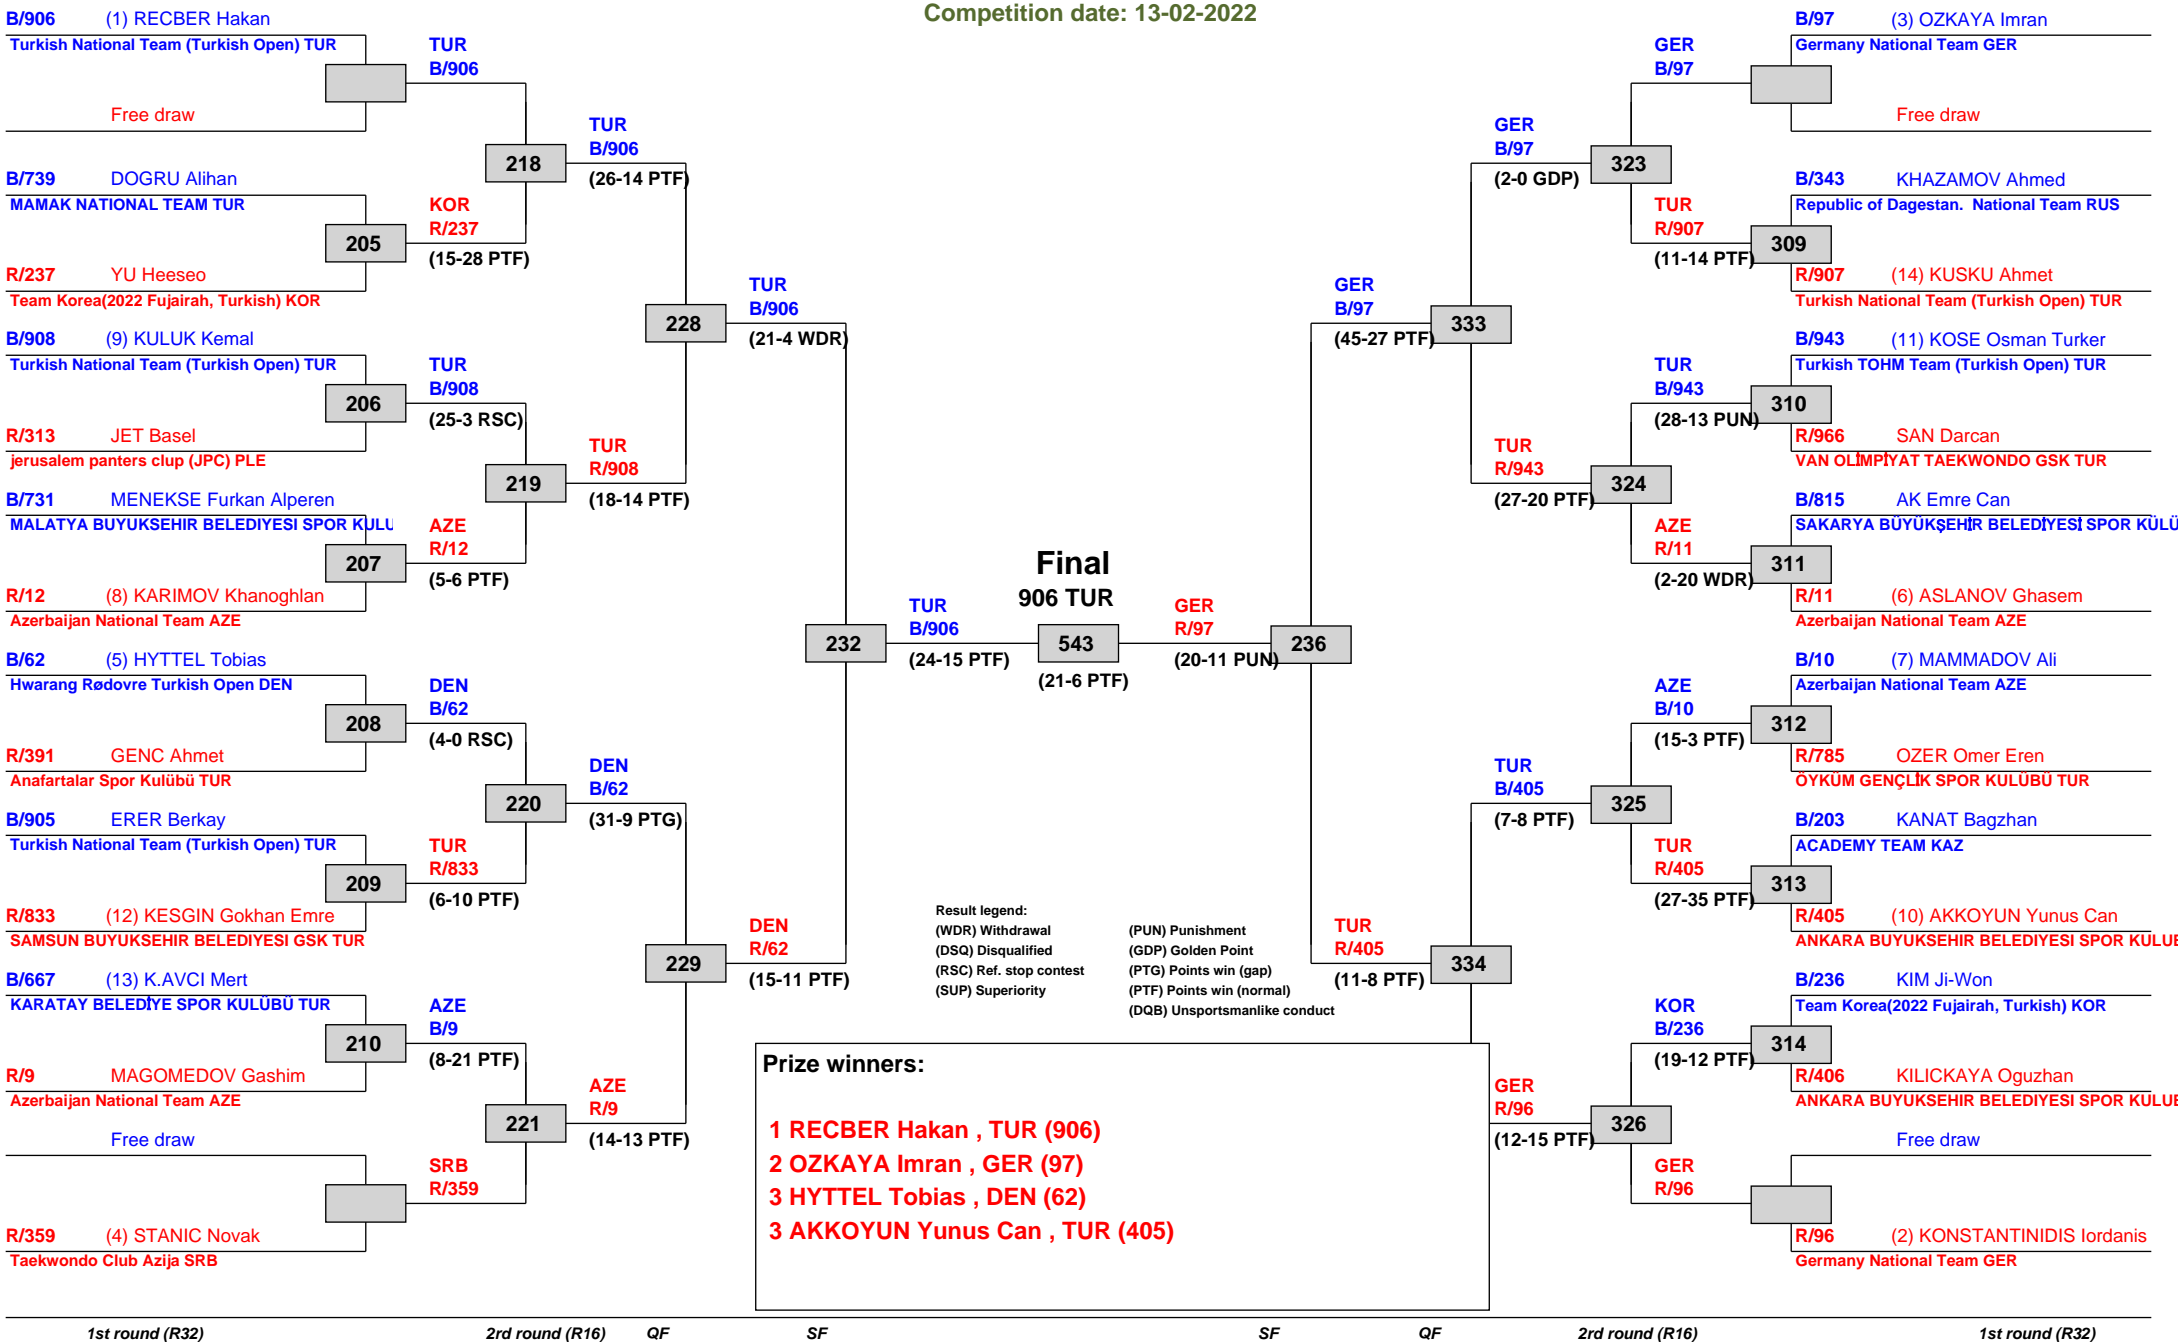 Competition date: 13-02-2022
B/906 (1) RECBER Hakan
Turkish National Team (Turkish Open) TUR
Free draw
TUR
B/906
B/739 DOGRU Alihan
MAMAK NATIONAL TEAM TUR
205
R/237 YU Heeseo
Team Korea(2022 Fujairah, Turkish) KOR
KOR
R/237
(15-28 PTF)
218
TUR
B/906
(26-14 PTF)
B/908 (9) KULUK Kemal
Turkish National Team (Turkish Open) TUR
206
R/313 JET Basel
jerusalem panters clup (JPC) PLE
TUR
B/908
(25-3 RSC)
B/731 MENEKSE Furkan Alperen
MALATYA BUYUKSEHIR BELEDIYESI SPOR KULU
207
R/12 (8) KARIMOV Khanoghlan
Azerbaijan National Team AZE
AZE
R/12
(5-6 PTF)
219
TUR
R/908
(18-14 PTF)
228
TUR
B/906
(21-4 WDR)
B/62 (5) HYTTEL Tobias
Hwarang Rødovre Turkish Open DEN
208
R/391 GENC Ahmet
Anafartalar Spor Kulübü TUR
DEN
B/62
(4-0 RSC)
B/905 ERER Berkay
Turkish National Team (Turkish Open) TUR
209
R/833 (12) KESGIN Gokhan Emre
SAMSUN BUYUKSEHIR BELEDIYESI GSK TUR
TUR
R/833
(6-10 PTF)
220
DEN
B/62
(31-9 PTG)
B/667 (13) K.AVCI Mert
KARATAY BELEDİYE SPOR KULÜBÜ TUR
210
R/9 MAGOMEDOV Gashim
Azerbaijan National Team AZE
AZE
B/9
(8-21 PTF)
Free draw
R/359 (4) STANIC Novak
Taekwondo Club Azija SRB
SRB
R/359
221
AZE
R/9
(14-13 PTF)
229
DEN
R/62
(15-11 PTF)
232
TUR
B/906
(24-15 PTF)
Final
906 TUR
543
(21-6 PTF)
GER
R/97
(20-11 PUN)
236
GER
B/97
(45-27 PTF)
333
GER
B/97
(2-0 GDP)
323
GER
B/97
B/97 (3) OZKAYA Imran
Germany National Team GER
Free draw
TUR
R/907
(11-14 PTF)
309
B/343 KHAZAMOV Ahmed
Republic of Dagestan. National Team RUS
R/907 (14) KUSKU Ahmet
Turkish National Team (Turkish Open) TUR
TUR
R/943
(27-20 PTF)
324
TUR
B/943
(28-13 PUN)
310
B/943 (11) KOSE Osman Turker
Turkish TOHM Team (Turkish Open) TUR
R/966 SAN Darcan
VAN OLİMPİYAT TAEKWONDO GSK TUR
AZE
R/11
(2-20 WDR)
311
B/815 AK Emre Can
SAKARYA BÜYÜKŞEHİR BELEDİYESİ SPOR KÜLÜ
R/11 (6) ASLANOV Ghasem
Azerbaijan National Team AZE
TUR
R/405
(11-8 PTF)
334
TUR
B/405
(7-8 PTF)
325
AZE
B/10
(15-3 PTF)
312
B/10 (7) MAMMADOV Ali
Azerbaijan National Team AZE
R/785 OZER Omer Eren
ÖYKÜM GENÇLİK SPOR KULÜBÜ TUR
TUR
R/405
(27-35 PTF)
313
B/203 KANAT Bagzhan
ACADEMY TEAM KAZ
R/405 (10) AKKOYUN Yunus Can
ANKARA BUYUKSEHIR BELEDIYESI SPOR KULUE
GER
R/96
(12-15 PTF)
326
KOR
B/236
(19-12 PTF)
314
B/236 KIM Ji-Won
Team Korea(2022 Fujairah, Turkish) KOR
R/406 KILICKAYA Oguzhan
ANKARA BUYUKSEHIR BELEDIYESI SPOR KULUE
GER
R/96
Free draw
R/96 (2) KONSTANTINIDIS Iordanis
Germany National Team GER
Result legend:
(WDR) Withdrawal
(DSQ) Disqualified
(RSC) Ref. stop contest
(SUP) Superiority
(PUN) Punishment
(GDP) Golden Point
(PTG) Points win (gap)
(PTF) Points win (normal)
(DQB) Unsportsmanlike conduct
Prize winners:
1 RECBER Hakan , TUR (906)
2 OZKAYA Imran , GER (97)
3 HYTTEL Tobias , DEN (62)
3 AKKOYUN Yunus Can , TUR (405)
1st round (R32) 2rd round (R16) QF SF SF QF 2rd round (R16) 1st round (R32)